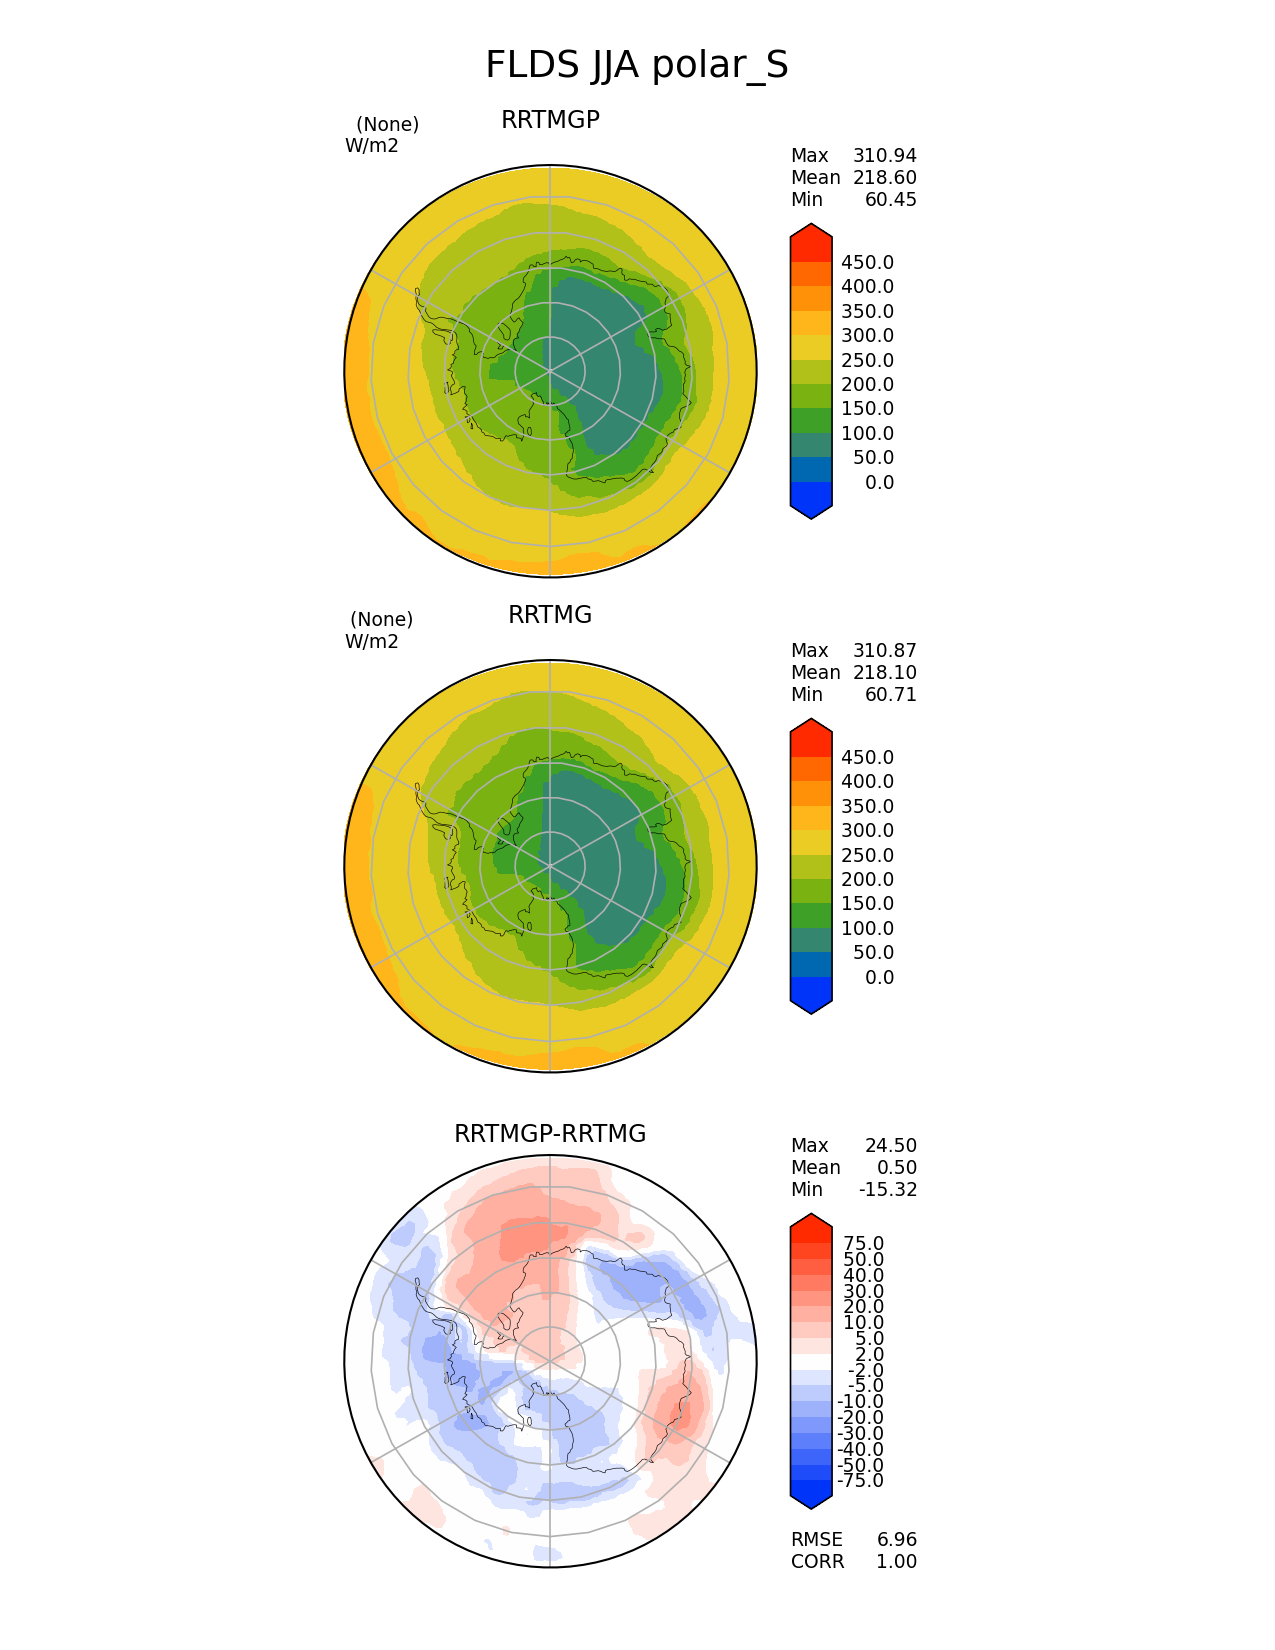 FLDS JJA polar_S
RRTMGP
(None)
W/m2
Max 310.94
Mean 218.60
Min 60.45
450.0
400.0
350.0
300.0
250.0
200.0
150.0
100.0
50.0
0.0
RRTMG
(None)
W/m2
Max 310.87
Mean 218.10
Min 60.71
450.0
400.0
350.0
300.0
250.0
200.0
150.0
100.0
50.0
0.0
RRTMGP-RRTMG
Max 24.50
Mean 0.50
Min -15.32
75.0
50.0
40.0
30.0
20.0
10.0
5.0
2.0
-2.0
-5.0
-10.0
-20.0
-30.0
-40.0
-50.0
-75.0
RMSE 6.96
CORR 1.00